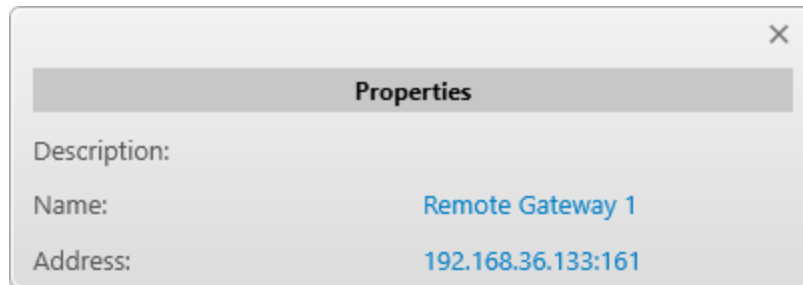 Properties
Description:
Name: Remote Gateway 1
Address: 192.168.36.133:161